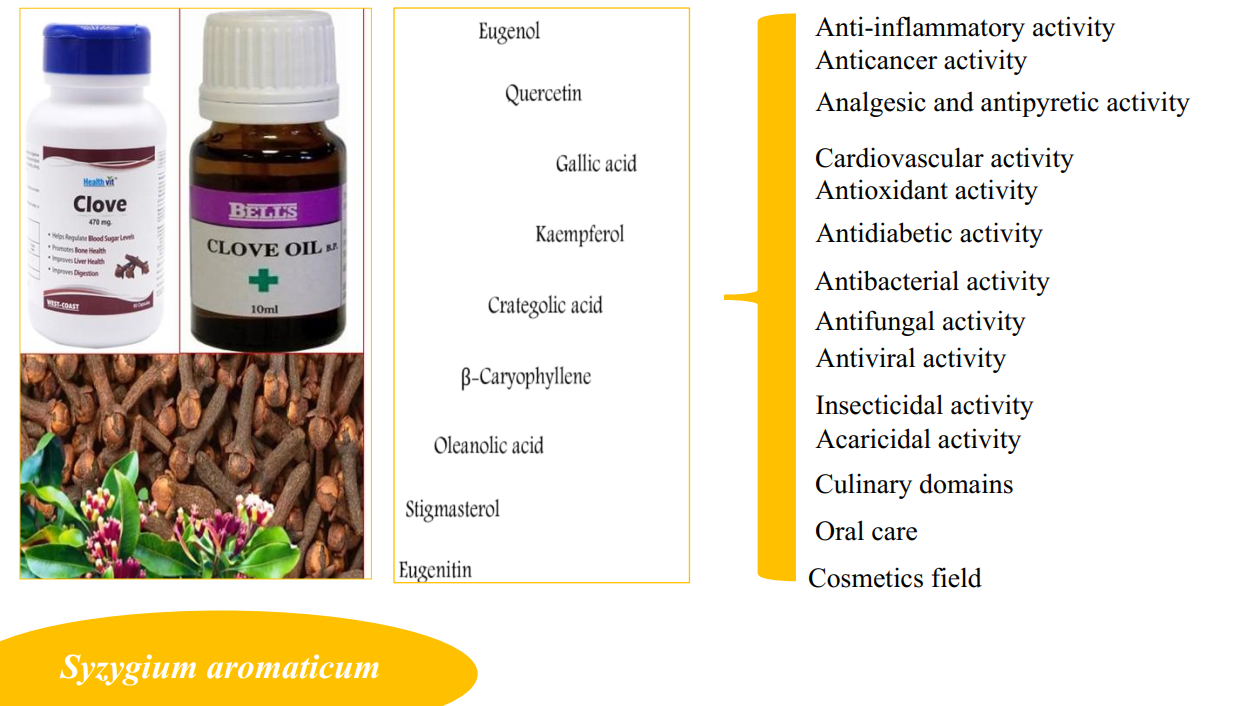 Health vit
Clove
470 mg.
• Helps Regulate Blood Sugar Levels
• Promotes Bone Health
• Improves Liver Health
• Improves Digestion
WEST-COAST
BELL'S
CLOVE OIL B.P.
10ml
Eugenol
Quercetin
Gallic acid
Kaempferol
Crategolic acid
β-Caryophyllene
Oleanolic acid
Stigmasterol
Eugenitin
Anti-inflammatory activity
Anticancer activity
Analgesic and antipyretic activity
Cardiovascular activity
Antioxidant activity
Antidiabetic activity
Antibacterial activity
Antifungal activity
Antiviral activity
Insecticidal activity
Acaricidal activity
Culinary domains
Oral care
Cosmetics field
Syzygium aromaticum